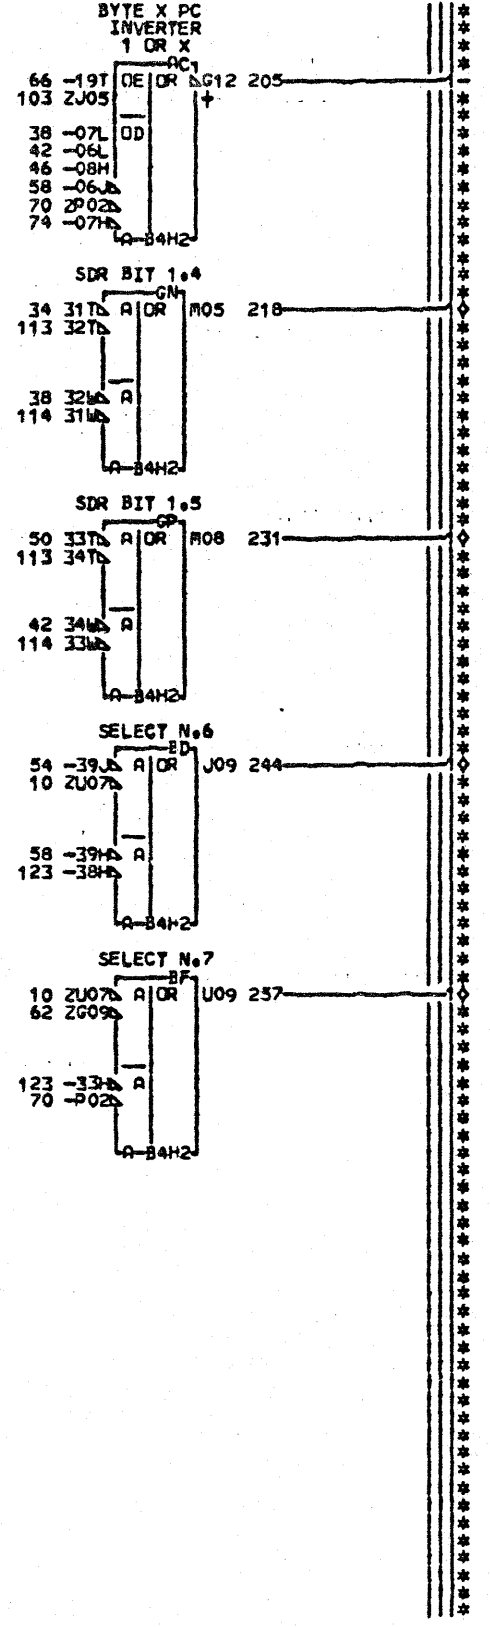 BYTE X PC
INVERTER
1 OR X
AC
66 -19T OE OR G12 205
103 ZJ05
38 -07L OD
42 -06L
46 -08H
58 -06J
70 ZP02
74 -07H
A-B4H2
SDR BIT 1.4
GN
34 31T A OR M05 218
113 32T
38 32W A
114 31W
A-B4H2
SDR BIT 1.5
GP
50 33T A OR M08 231
113 34T
42 34W A
114 33W
A-B4H2
SELECT N.6
BD
54 -39J A OR J09 244
10 ZU07
58 -39H A
123 -38H
A-B4H2
SELECT N.7
BF
10 ZU07 A OR U09 257
62 ZG09
123 -33H A
70 -P02
A-B4H2